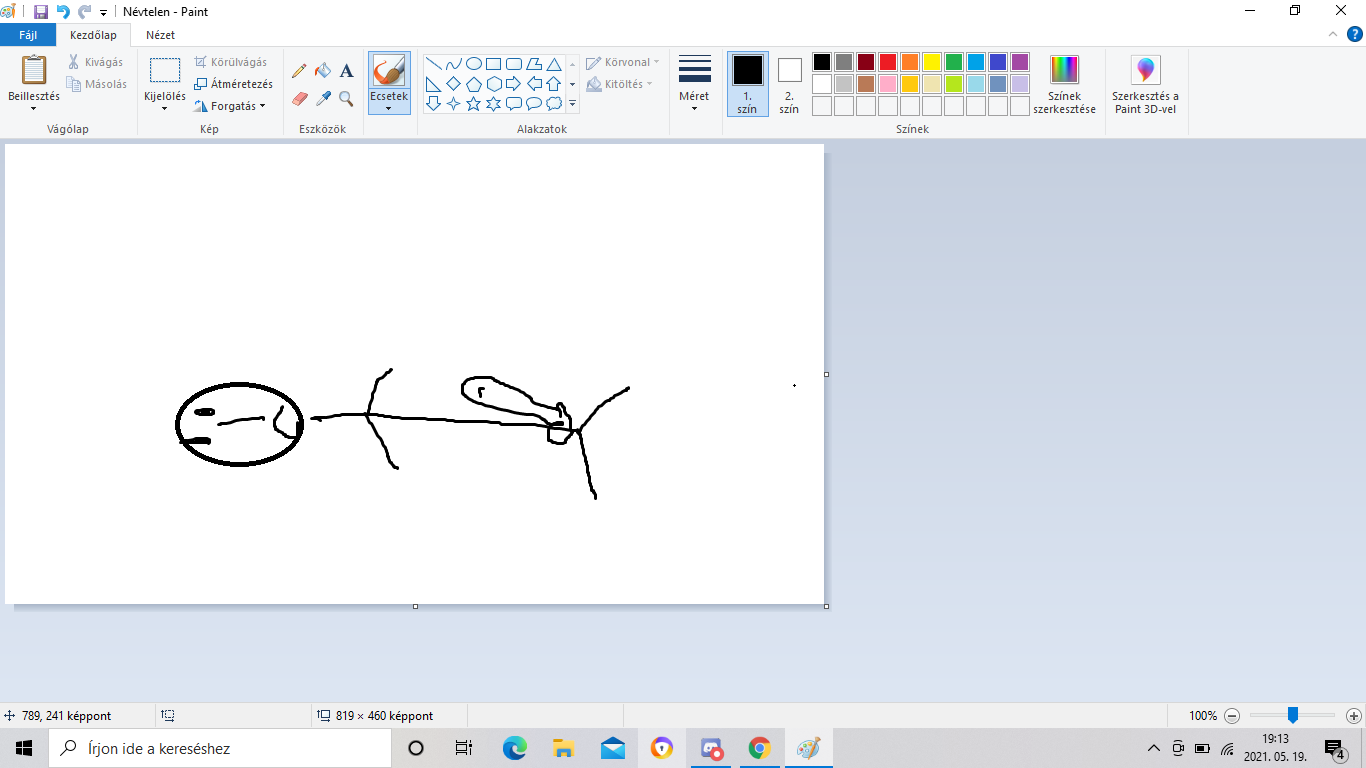 Névtelen - Paint
Fájl Kezdőlap Nézet
Beillesztés
Kivágás
Másolás
Vágólap
Kijelölés
Körülvágás
Átméretezés
Forgatás
Kép
A
Eszközök
Ecsetek
Körvonal
Kitöltés
Alakzatok
Méret
1.
szín
2.
szín
Színek
szerkesztése
Színek
Szerkesztés a
Paint 3D-vel
?
789, 241 képpont
819 × 460 képpont
100%
Írjon ide a kereséshez
19:13
2021. 05. 19.
4